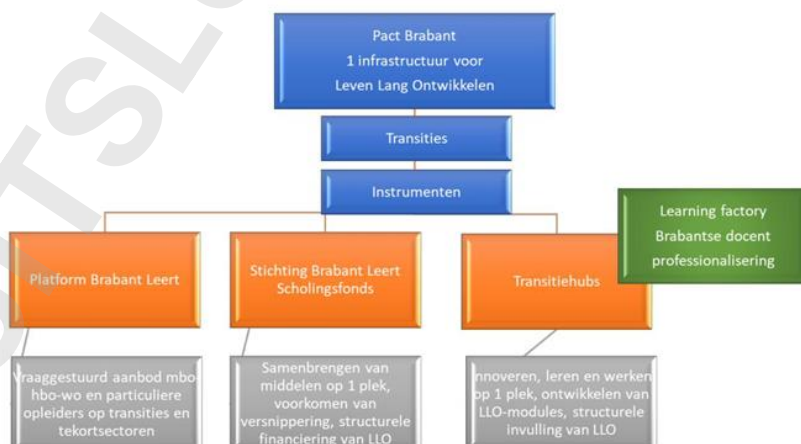 Pact Brabant
1 infrastructuur voor
Leven Lang Ontwikkelen
Transities
Instrumenten
Learning factory
Brabantse docent
professionalisering
Platform Brabant Leert
Stichting Brabant Leert
Scholingsfonds
Transitiehubs
Vraaggestuurd aanbod mbo-
hbo-wo en particuliere
opleiders op transities en
tekortsectoren
Samenbrengen van
middelen op 1 plek,
voorkomen van
versnippering, structurele
financiering van LLO
nnoveren, leren en werken
op 1 plek, ontwikkelen van
LLO-modules, structurele
invulling van LLO